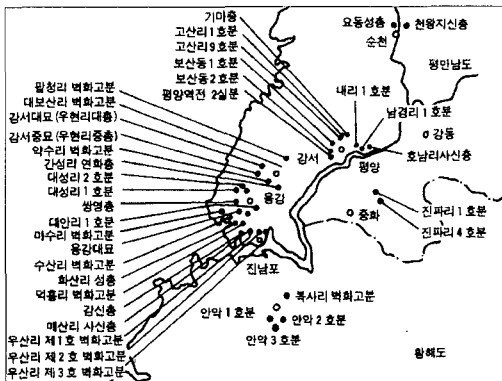 기마총
고산리 1호분
고산리 9호분
보산동 1호분
보산동 2호분
평양역전 2실분
요동성총
천왕지신총
순천
평민남도
내리 1호분
남경리 1호분
강동
호남리사신총
평양
강서
팔청리 벽화고분
대보산리 벽화고분
강서대묘 (우현리대총)
강서중묘 (우현리중총)
약수리 벽화고분
간성리 연화총
대성리 2호분
대성리 1호분
쌍영총
대안리 1호분
마수리 벽화고분
용강대묘
수산리 벽화고분
화산리 성총
덕흥리 벽화고분
감신총
매산리 사신총
우산리 제1호 벽화고분
우산리 제2호 벽화고분
우산리 제3호 벽화고분
용강
중화
진파리 1호분
진파리 4호분
진남포
복사리 벽화고분
안악 1호분
안악 2호분
안악 3호분
황해도